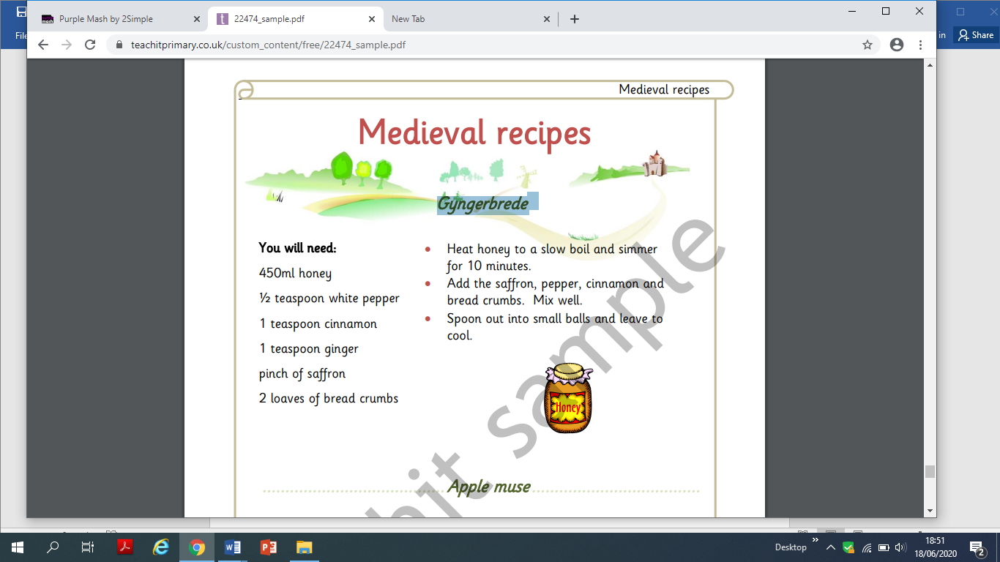 Purple Mash by 2Simple
22474_sample.pdf
New Tab
File
in
Share
teachitprimary.co.uk/custom_content/free/22474_sample.pdf
Medieval recipes
Medieval recipes
Gyngerbrede
You will need:
450ml honey
½ teaspoon white pepper
1 teaspoon cinnamon
1 teaspoon ginger
pinch of saffron
2 loaves of bread crumbs
• Heat honey to a slow boil and simmer
for 10 minutes.
• Add the saffron, pepper, cinnamon and
bread crumbs. Mix well.
• Spoon out into small balls and leave to
cool.
Honey
hit sample
Apple muse
Desktop
18:51
18/06/2020
2